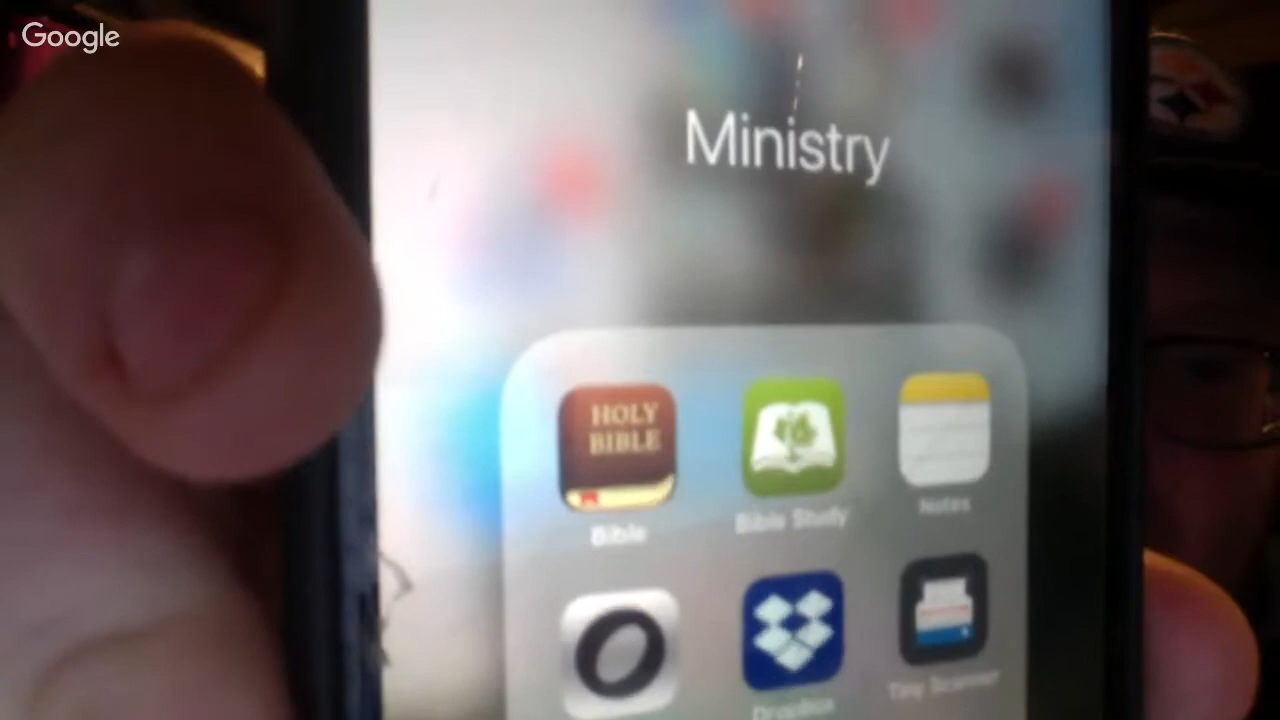 Google
Ministry
HOLY
BIBLE
Bible
Bible Study
Notes
Dropbox
Tiny Scanner